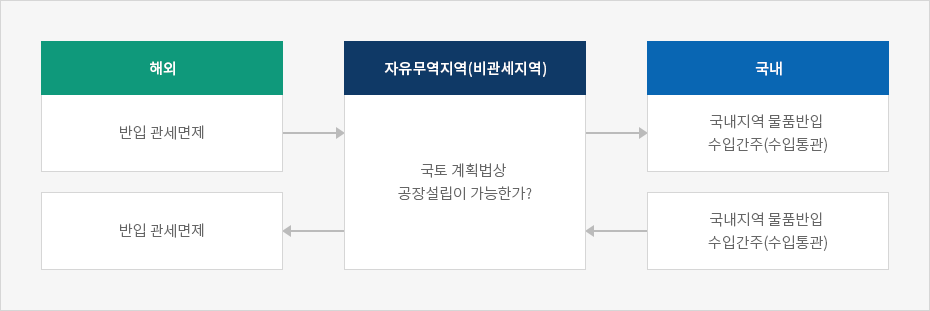 해외
반입 관세면제
반입 관세면제
자유무역지역(비관세지역)
국토 계획법상
공장설립이 가능한가?
국내
국내지역 물품반입
수입간주(수입통관)
국내지역 물품반입
수입간주(수입통관)